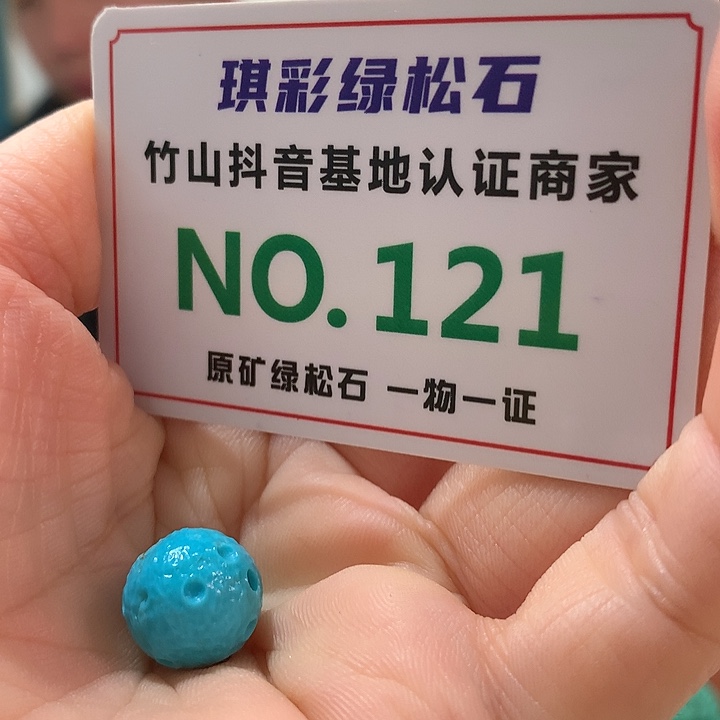 琪彩绿松石
竹山抖音基地认证商家
NO.121
原矿绿松石 一物一证